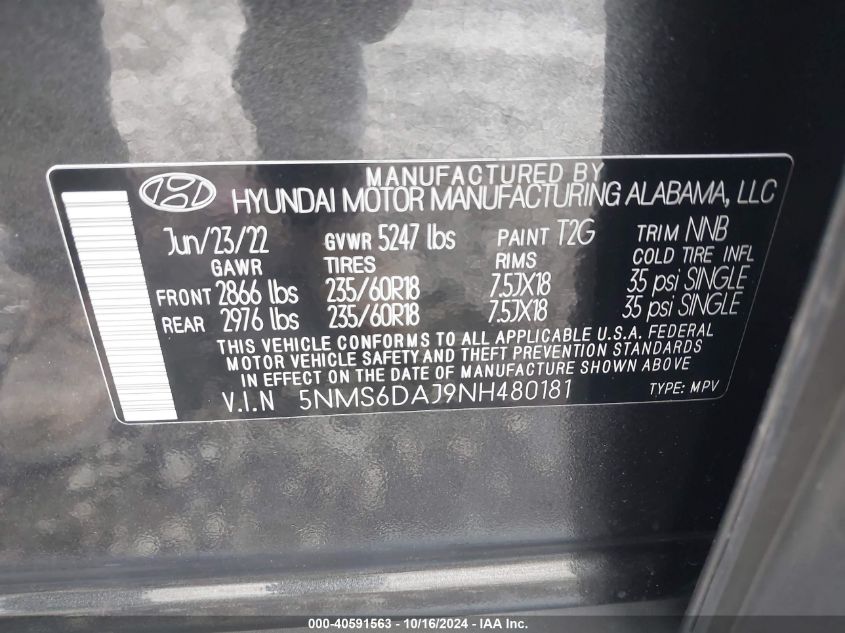 MANUFACTURED BY
HYUNDAI MOTOR MANUFACTURING ALABAMA, LLC
Jun/23/22 GVWR 5247 lbs PAINT T2G TRIM NNB
GAWR TIRES RIMS COLD TIRE INFL
FRONT 2866 lbs 235/60R18 7.5JX18 35 psi SINGLE
REAR 2976 lbs 235/60R18 7.5JX18 35 psi SINGLE
THIS VEHICLE CONFORMS TO ALL APPLICABLE U.S.A. FEDERAL
MOTOR VEHICLE SAFETY AND THEFT PREVENTION STANDARDS
IN EFFECT ON THE DATE OF MANUFACTURE SHOWN ABOVE
V.I.N 5NMS6DAJ9NH480181 TYPE: MPV
000-40591563 - 10/16/2024 - IAA Inc.